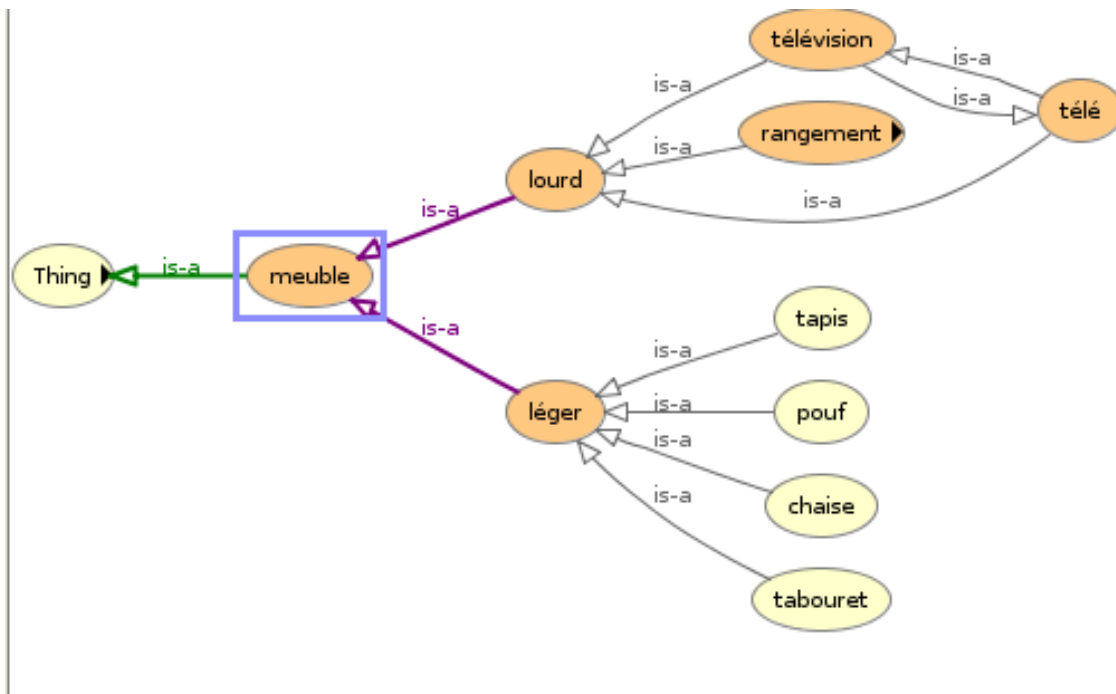 télévision
is-a
is-a
is-a
télé
rangement
is-a
lourd
is-a
is-a
Thing
is-a
meuble
is-a
tapis
is-a
léger
is-a
pouf
is-a
chaise
is-a
tabouret